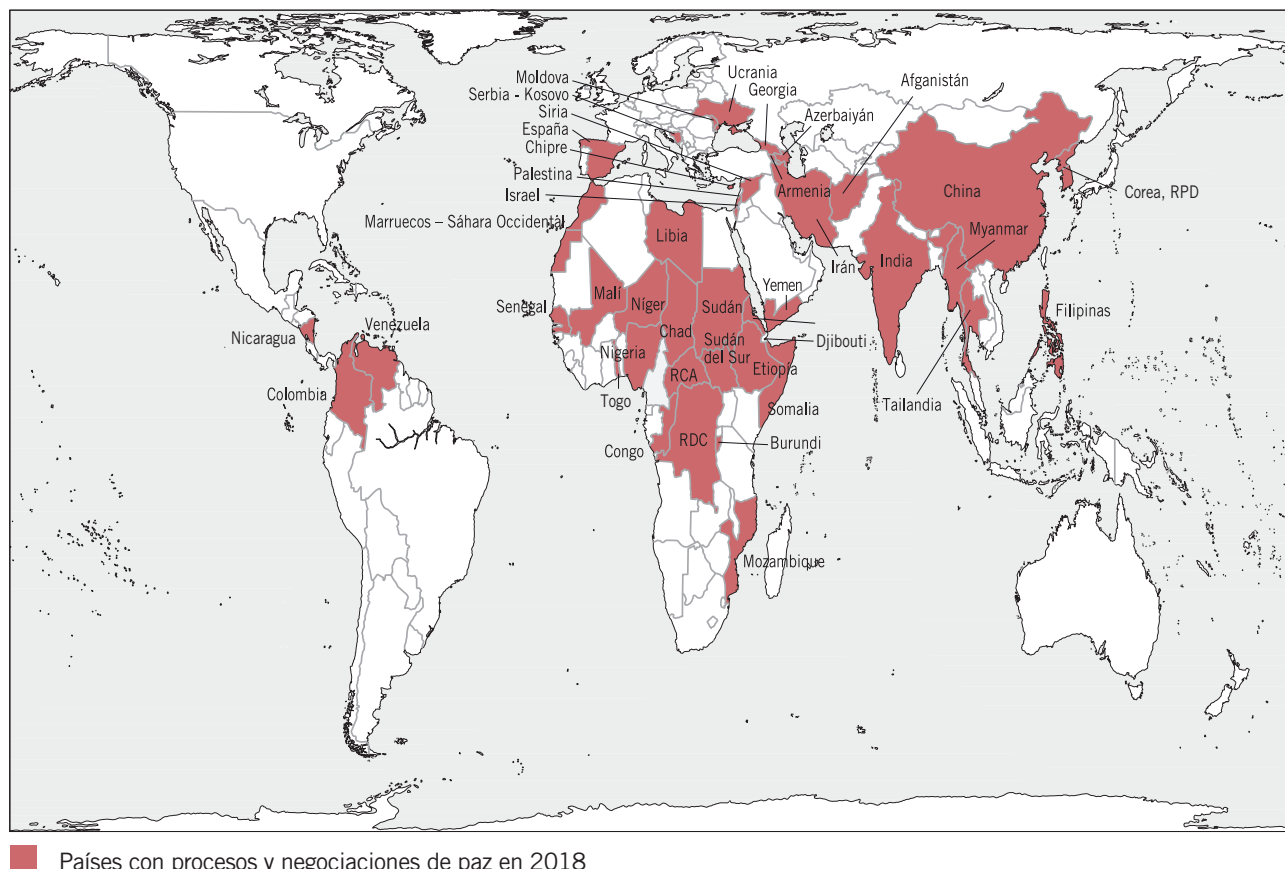 Moldova
Serbia - Kosovo
Siria
España
Chipre
Palestina
Israel
Marruecos – Sáhara Occidental
Ucrania
Georgia
Afganistán
Azerbaiyán
Armenia
China
Corea, RPD
Myanmar
Irán
India
Libia
Yemen
Senegal
Malí
Níger
Sudán
Chad
Filipinas
Nicaragua
Venezuela
Djibouti
Nigeria
Sudán
del Sur
Etiopía
RCA
Colombia
Togo
Somalia
Tailandia
Congo
RDC
Burundi
Mozambique
Países con procesos y negociaciones de paz en 2018